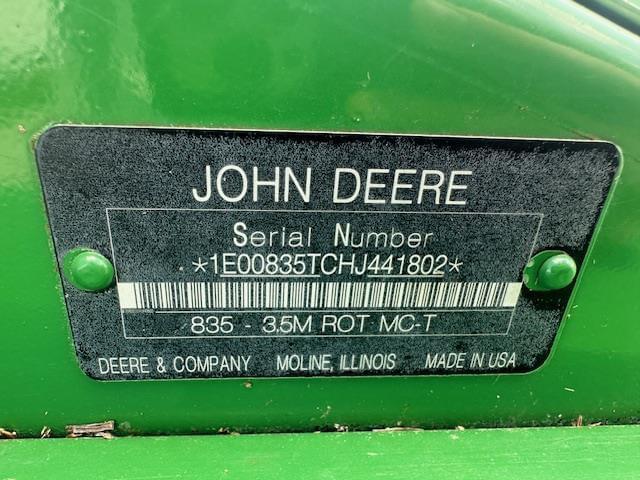 JOHN DEERE
Serial Number
*1E00835TCHJ441802*
835 - 3.5M ROT MC-T
DEERE & COMPANY MOLINE, ILLINOIS MADE IN USA